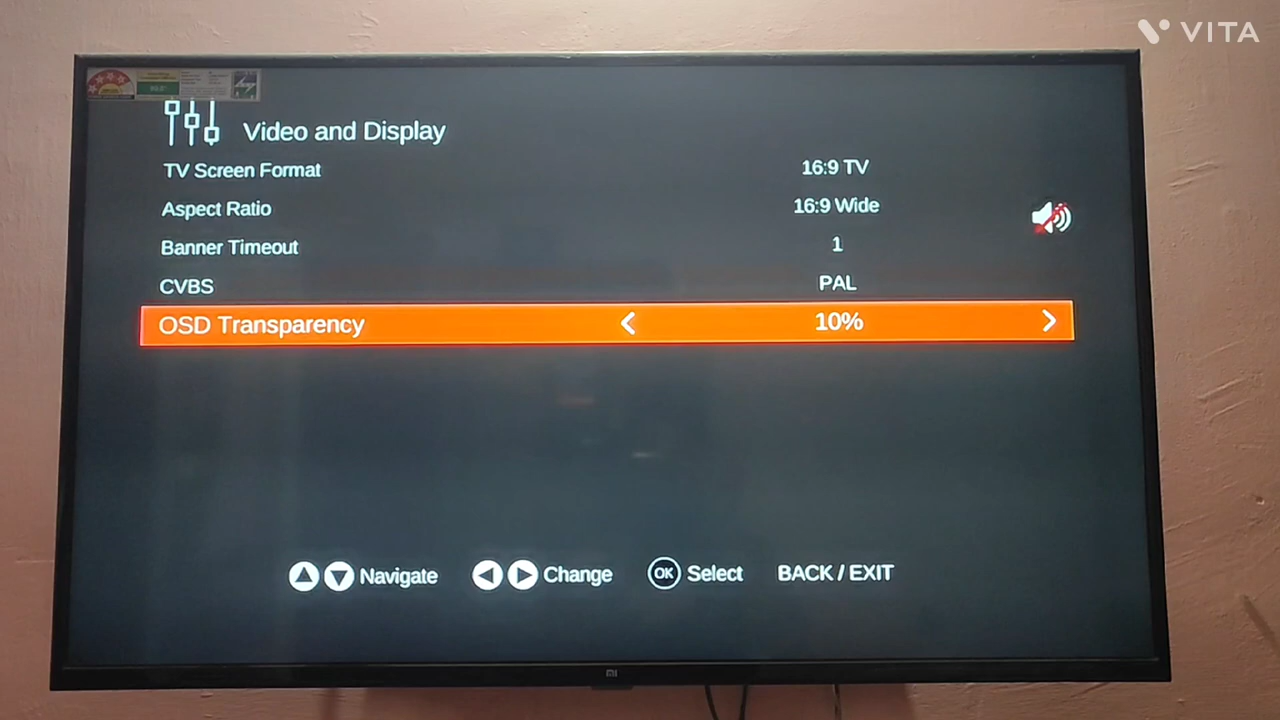 VITA
Video and Display
TV Screen Format 16:9 TV
Aspect Ratio 16:9 Wide
Banner Timeout 1
CVBS PAL
OSD Transparency 10%
Navigate Change OK Select BACK / EXIT
mi